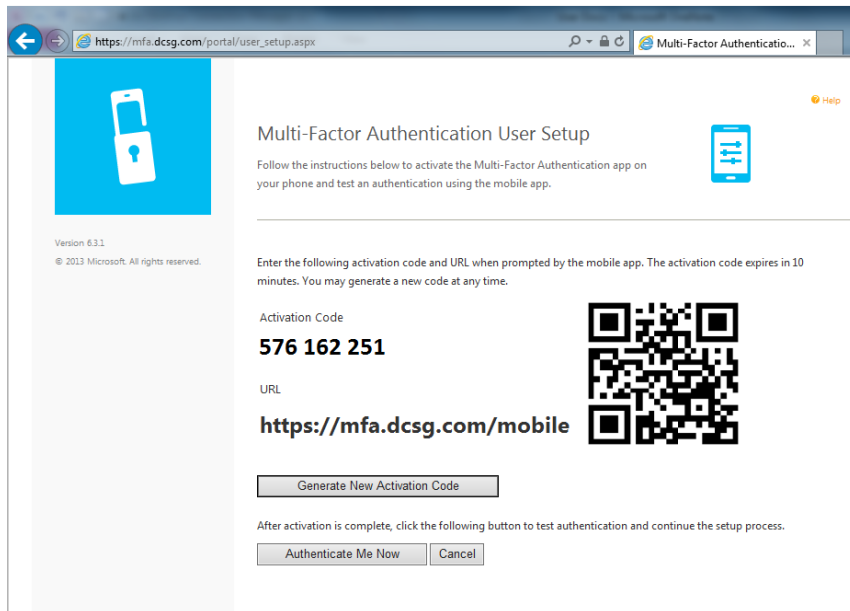 https://mfa.dcsg.com/portal/user_setup.aspx
Multi-Factor Authenticatio...
Help
Multi-Factor Authentication User Setup
Follow the instructions below to activate the Multi-Factor Authentication app on
your phone and test an authentication using the mobile app.
Version 6.3.1
© 2013 Microsoft. All rights reserved.
Enter the following activation code and URL when prompted by the mobile app. The activation code expires in 10
minutes. You may generate a new code at any time.
Activation Code
576 162 251
URL
https://mfa.dcsg.com/mobile
Generate New Activation Code
After activation is complete, click the following button to test authentication and continue the setup process.
Authenticate Me Now
Cancel